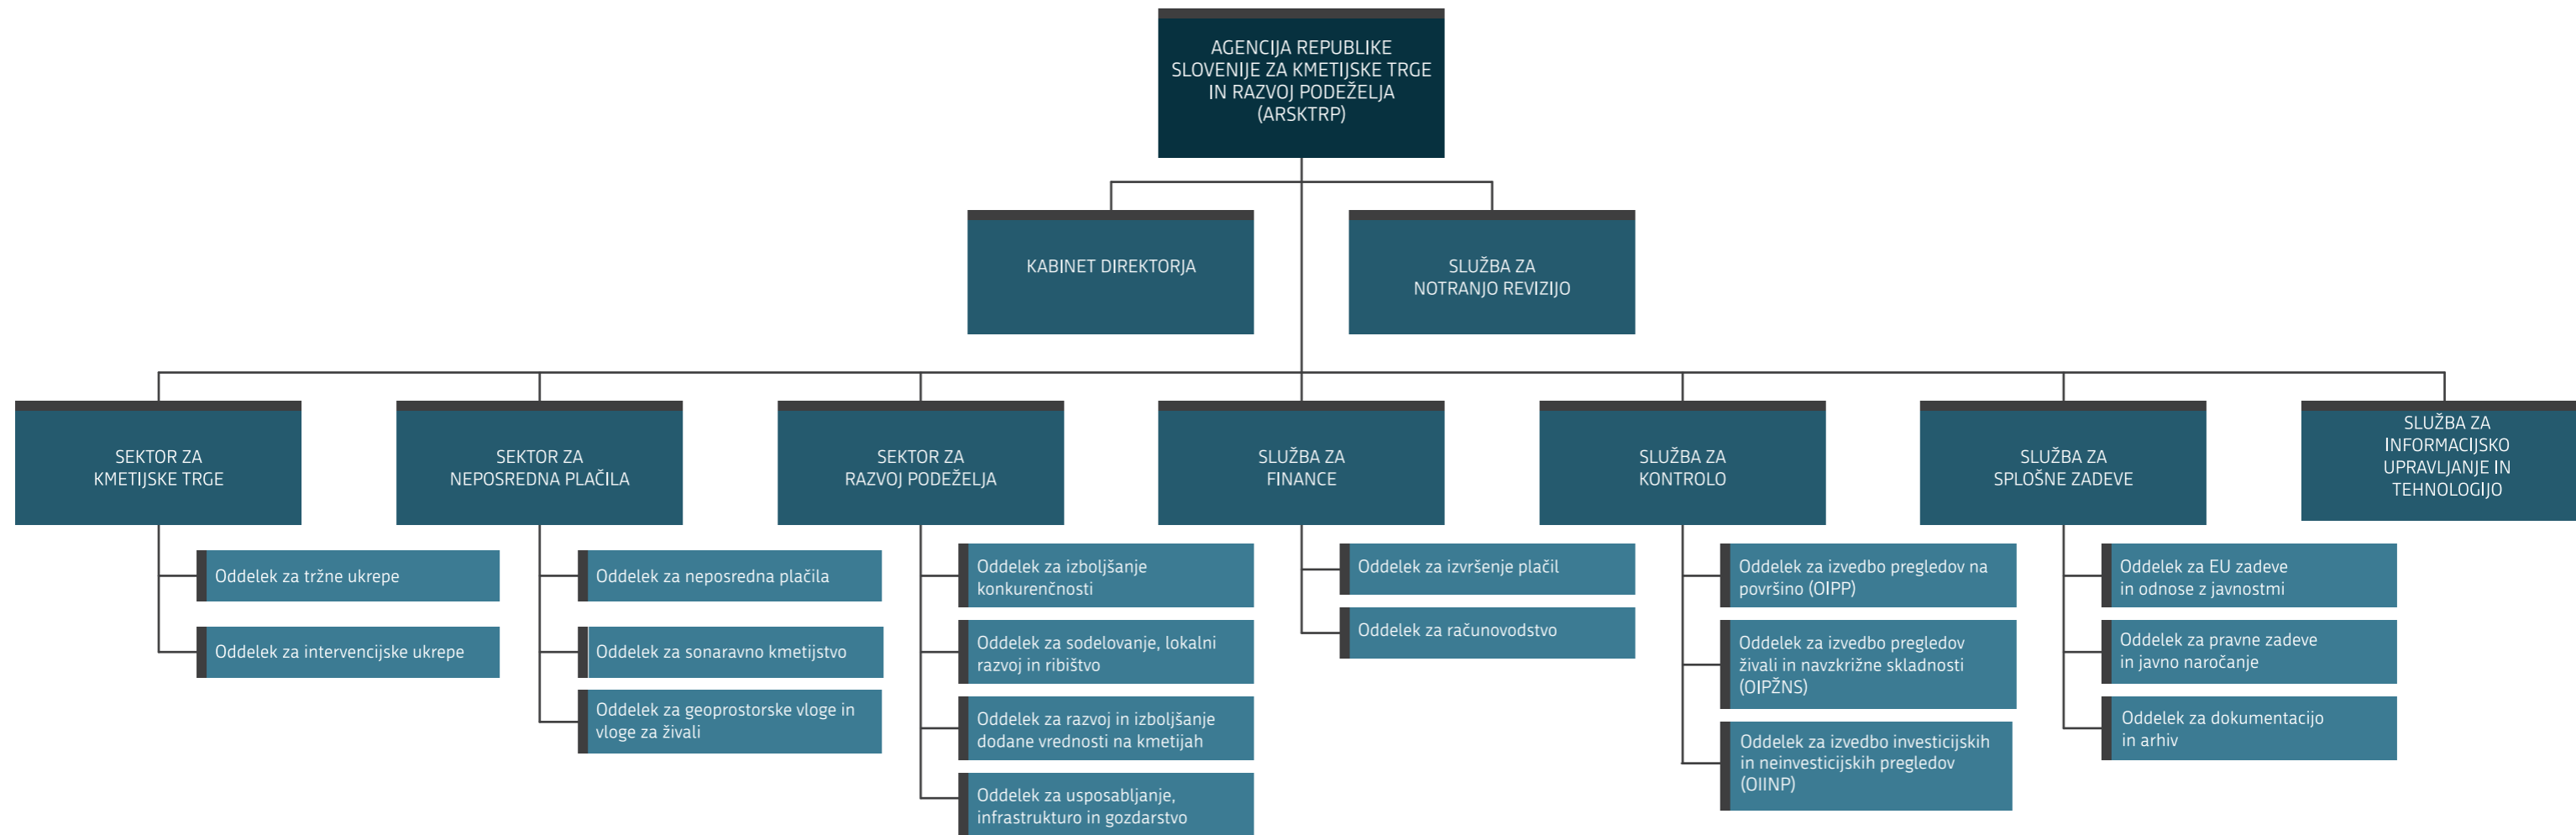 AGENCIJA REPUBLIKE
SLOVENIJE ZA KMETIJSKE TRGE
IN RAZVOJ PODEŽELJA
(ARSKTRP)
KABINET DIREKTORJA
SLUŽBA ZA
NOTRANJO REVIZIJO
SEKTOR ZA
KMETIJSKE TRGE
Oddelek za tržne ukrepe
Oddelek za intervencijske ukrepe
SEKTOR ZA
NEPOSREDNA PLAČILA
Oddelek za neposredna plačila
Oddelek za sonaravno kmetijstvo
Oddelek za geoprostorske vloge in
vloge za živali
SEKTOR ZA
RAZVOJ PODEŽELJA
Oddelek za izboljšanje
konkurenčnosti
Oddelek za sodelovanje, lokalni
razvoj in ribištvo
Oddelek za razvoj in izboljšanje
dodane vrednosti na kmetijah
Oddelek za usposabljanje,
infrastrukturo in gozdarstvo
SLUŽBA ZA
FINANCE
Oddelek za izvršenje plačil
Oddelek za računovodstvo
SLUŽBA ZA
KONTROLO
Oddelek za izvedbo pregledov na
površino (OIPP)
Oddelek za izvedbo pregledov
živali in navzkrižne skladnosti
(OIPŽNS)
Oddelek za izvedbo investicijskih
in neinvesticijskih pregledov
(OIINP)
SLUŽBA ZA
SPLOŠNE ZADEVE
Oddelek za EU zadeve
in odnose z javnostmi
Oddelek za pravne zadeve
in javno naročanje
Oddelek za dokumentacijo
in arhiv
SLUŽBA ZA
INFORMACIJSKO
UPRAVLJANJE IN
TEHNOLOGIJO